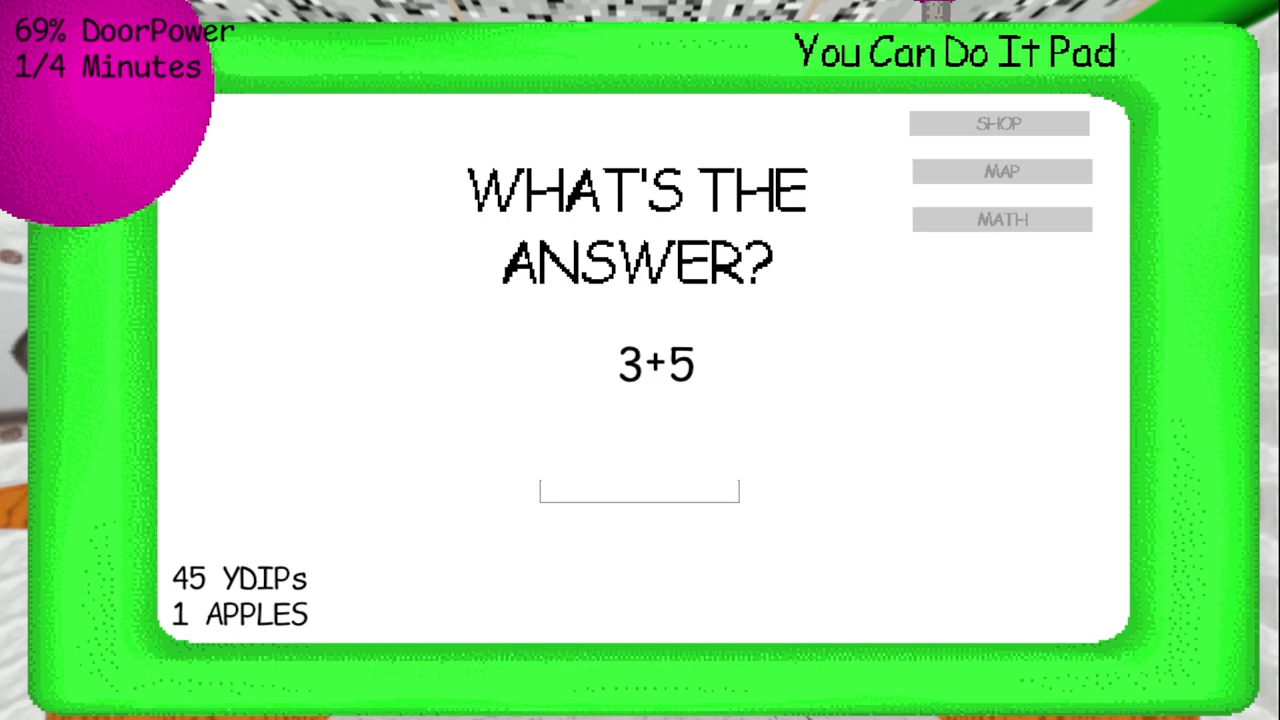 69% DoorPower
1/4 Minutes
You Can Do It Pad
SHOP
MAP
MATH
WHAT'S THE
ANSWER?
3+5
45 YDIPs
1 APPLES